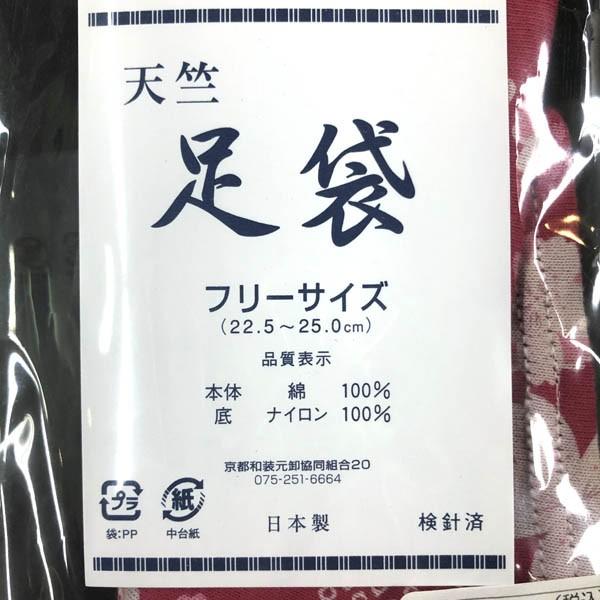 天竺
足袋
フリーサイズ
(22.5～25.0cm)
品質表示
本体 綿 100%
底 ナイロン 100%
京都和装元卸協同組合20
075-251-6664
プラ 紙
袋:PP 中台紙 日本製 検針済
(税込